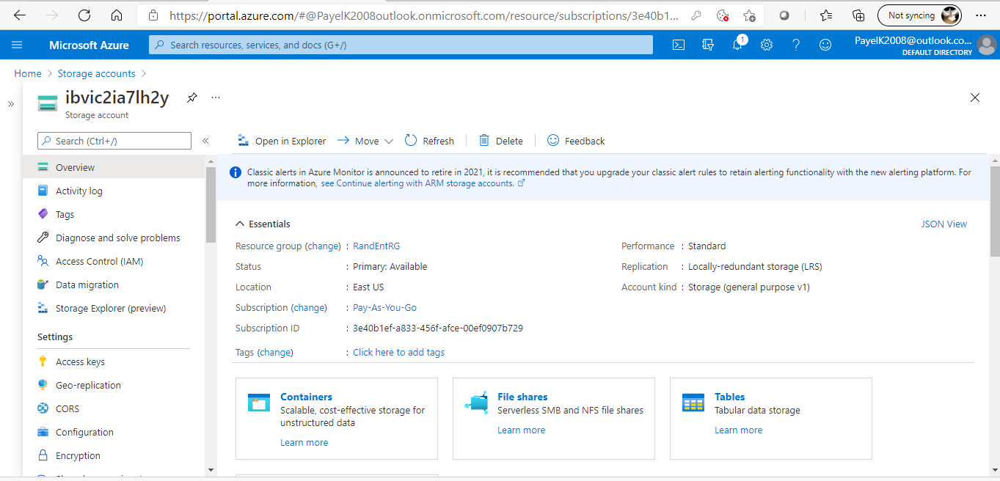 https://portal.azure.com/#@PayelK2008outlook.onmicrosoft.com/resource/subscriptions/3e40b1...
Not syncing
Microsoft Azure
Search resources, services, and docs (G+/)
1
PayelK2008@outlook.co...
DEFAULT DIRECTORY
Home > Storage accounts >
ibvic2ia7lh2y
Storage account
Search (Ctrl+/)
Open in Explorer
Move
Refresh
Delete
Feedback
Overview
Activity log
Tags
Diagnose and solve problems
Access Control (IAM)
Data migration
Storage Explorer (preview)
Settings
Access keys
Geo-replication
CORS
Configuration
Encryption
Classic alerts in Azure Monitor is announced to retire in 2021, it is recommended that you upgrade your classic alert rules to retain alerting functionality with the new alerting platform. For
more information, see Continue alerting with ARM storage accounts.
Essentials
JSON View
Resource group (change) : RandEntRG
Status : Primary: Available
Location : East US
Subscription (change) : Pay-As-You-Go
Subscription ID : 3e40b1ef-a833-456f-afce-00ef0907b729
Tags (change) : Click here to add tags
Performance : Standard
Replication : Locally-redundant storage (LRS)
Account kind : Storage (general purpose v1)
Containers
Scalable, cost-effective storage for
unstructured data
Learn more
File shares
Serverless SMB and NFS file shares
Learn more
Tables
Tabular data storage
Learn more